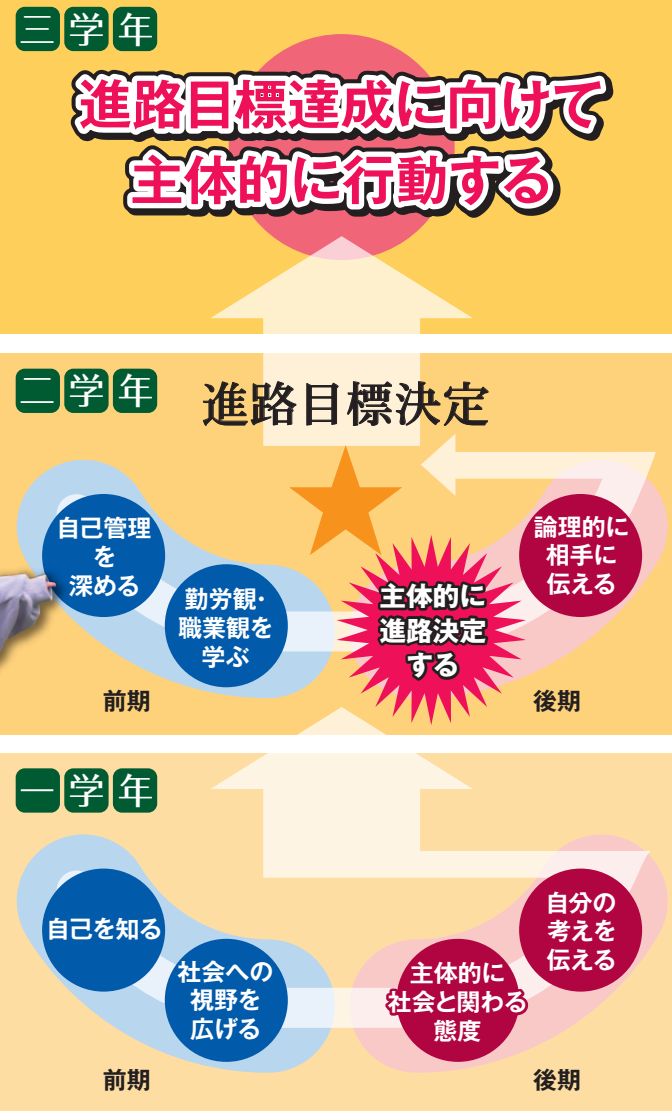 三学年
進路目標達成に向けて
主体的に行動する
二学年
進路目標決定
自己管理
を
深める
勤労観・
職業観を
学ぶ
前期
主体的に
進路決定
する
論理的に
相手に
伝える
後期
一学年
自己を知る
社会への
視野を
広げる
前期
主体的に
社会と関わる
態度
自分の
考えを
伝える
後期